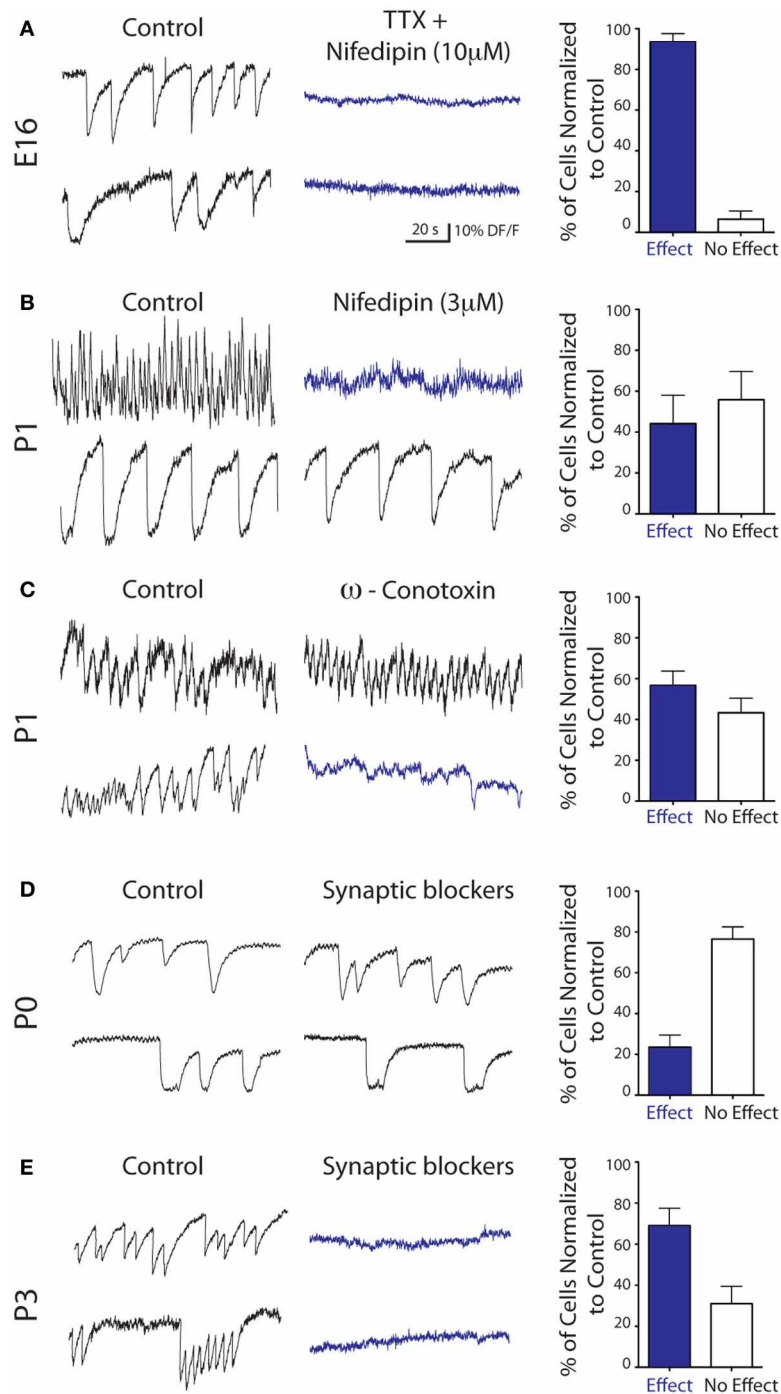 A
Control
TTX +
Nifedipin (10μM)
E16
20 s
10% DF/F
% of Cells Normalized
to Control
100
80
60
40
20
0
Effect
No Effect
B
Control
Nifedipin (3μM)
P1
% of Cells Normalized
to Control
100
80
60
40
20
0
Effect
No Effect
C
Control
ω - Conotoxin
P1
% of Cells Normalized
to Control
100
80
60
40
20
0
Effect
No Effect
D
Control
Synaptic blockers
P0
% of Cells Normalized
to Control
100
80
60
40
20
0
Effect
No Effect
E
Control
Synaptic blockers
P3
% of Cells Normalized
to Control
100
80
60
40
20
0
Effect
No Effect